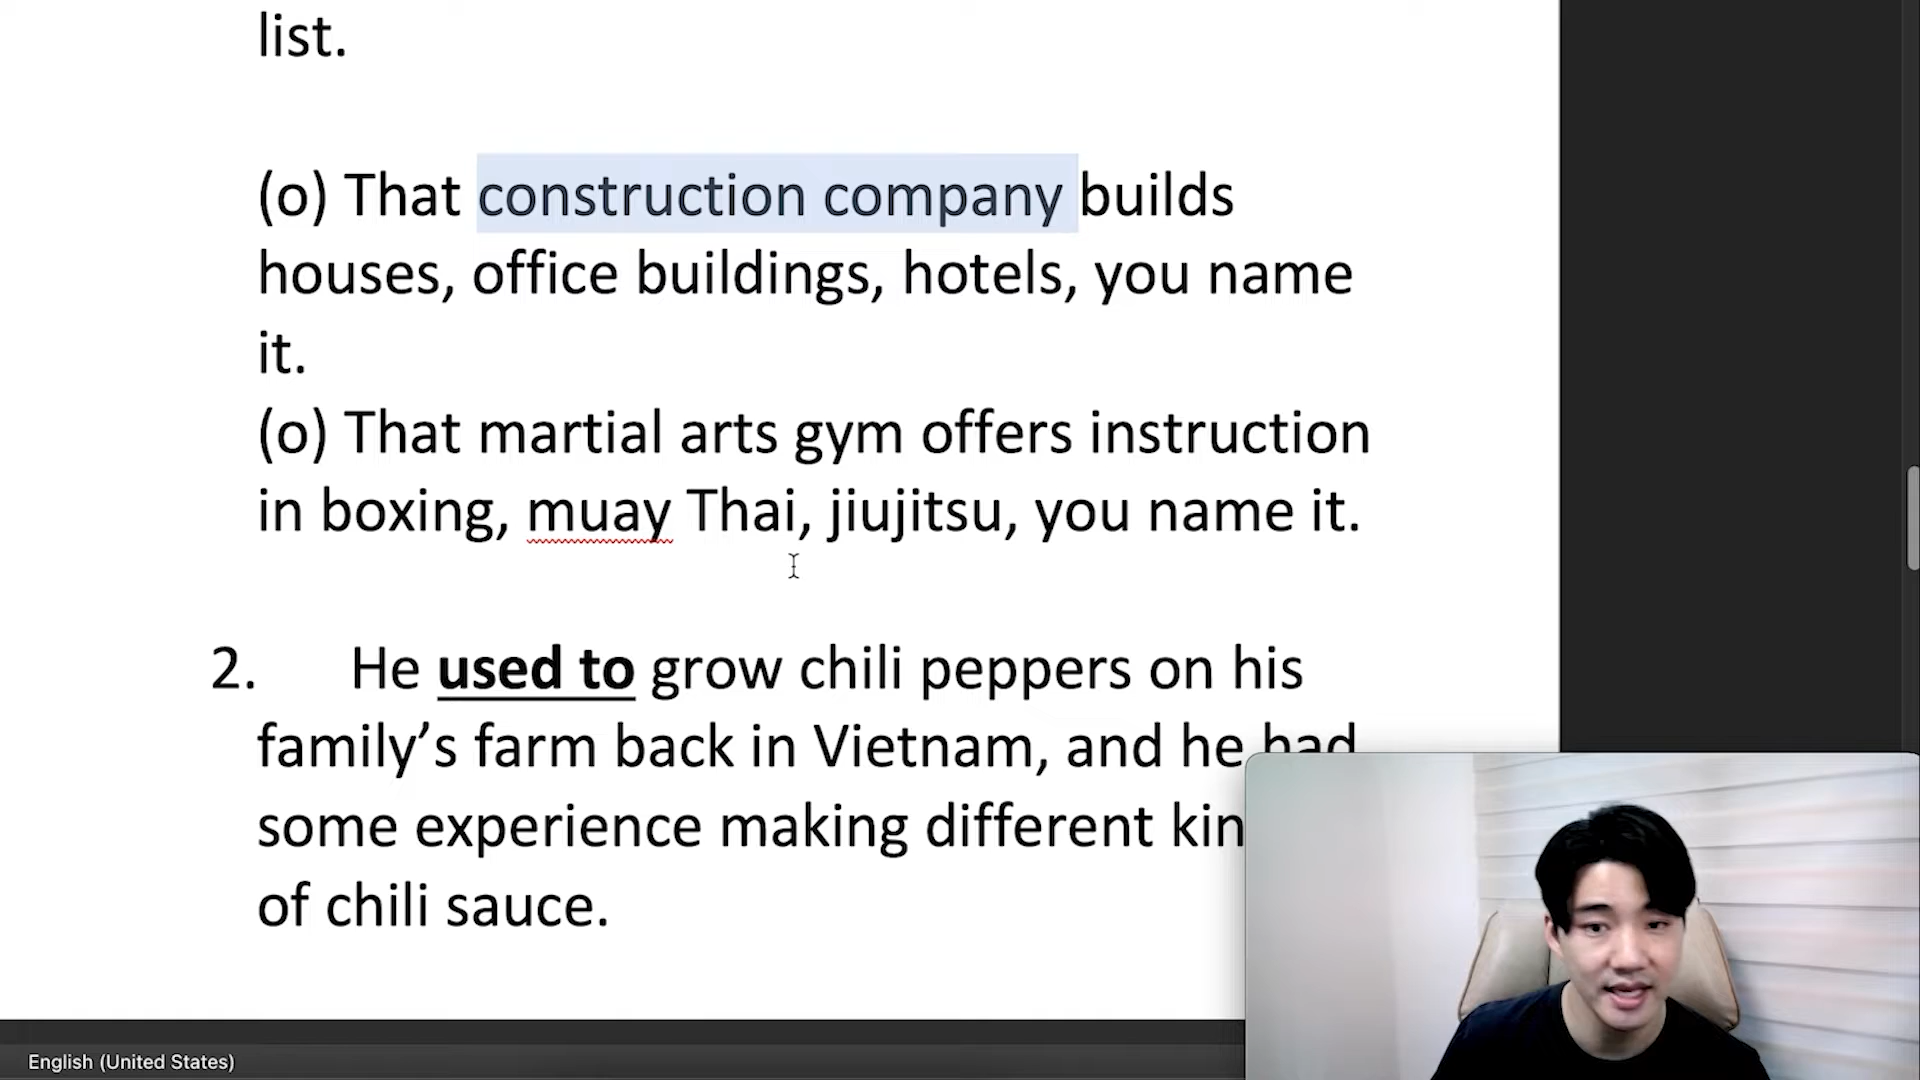 list.
(o) That construction company builds
houses, office buildings, hotels, you name
it.
(o) That martial arts gym offers instruction
in boxing, muay Thai, jiujitsu, you name it.
2. He used to grow chili peppers on his
family’s farm back in Vietnam, and he had
some experience making different kin
of chili sauce.
English (United States)